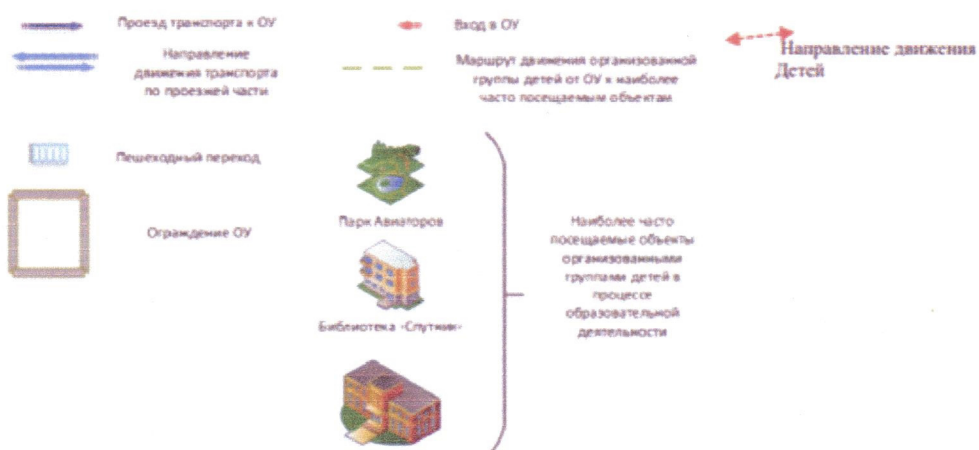 Проезд транспорта к ОУ
Вход в ОУ
Направление движения
Детей
Направление
движения транспорта
по проезжей части
Маршрут движения организованной
группы детей от ОУ к наиболее
часто посещаемым объектам
Пешеходный переход
Ограждение ОУ
Парк Авиаторов
Библиотека «Спутник»
Наиболее часто
посещаемые объекты
организованными
группами детей в
процессе
образовательной
деятельности